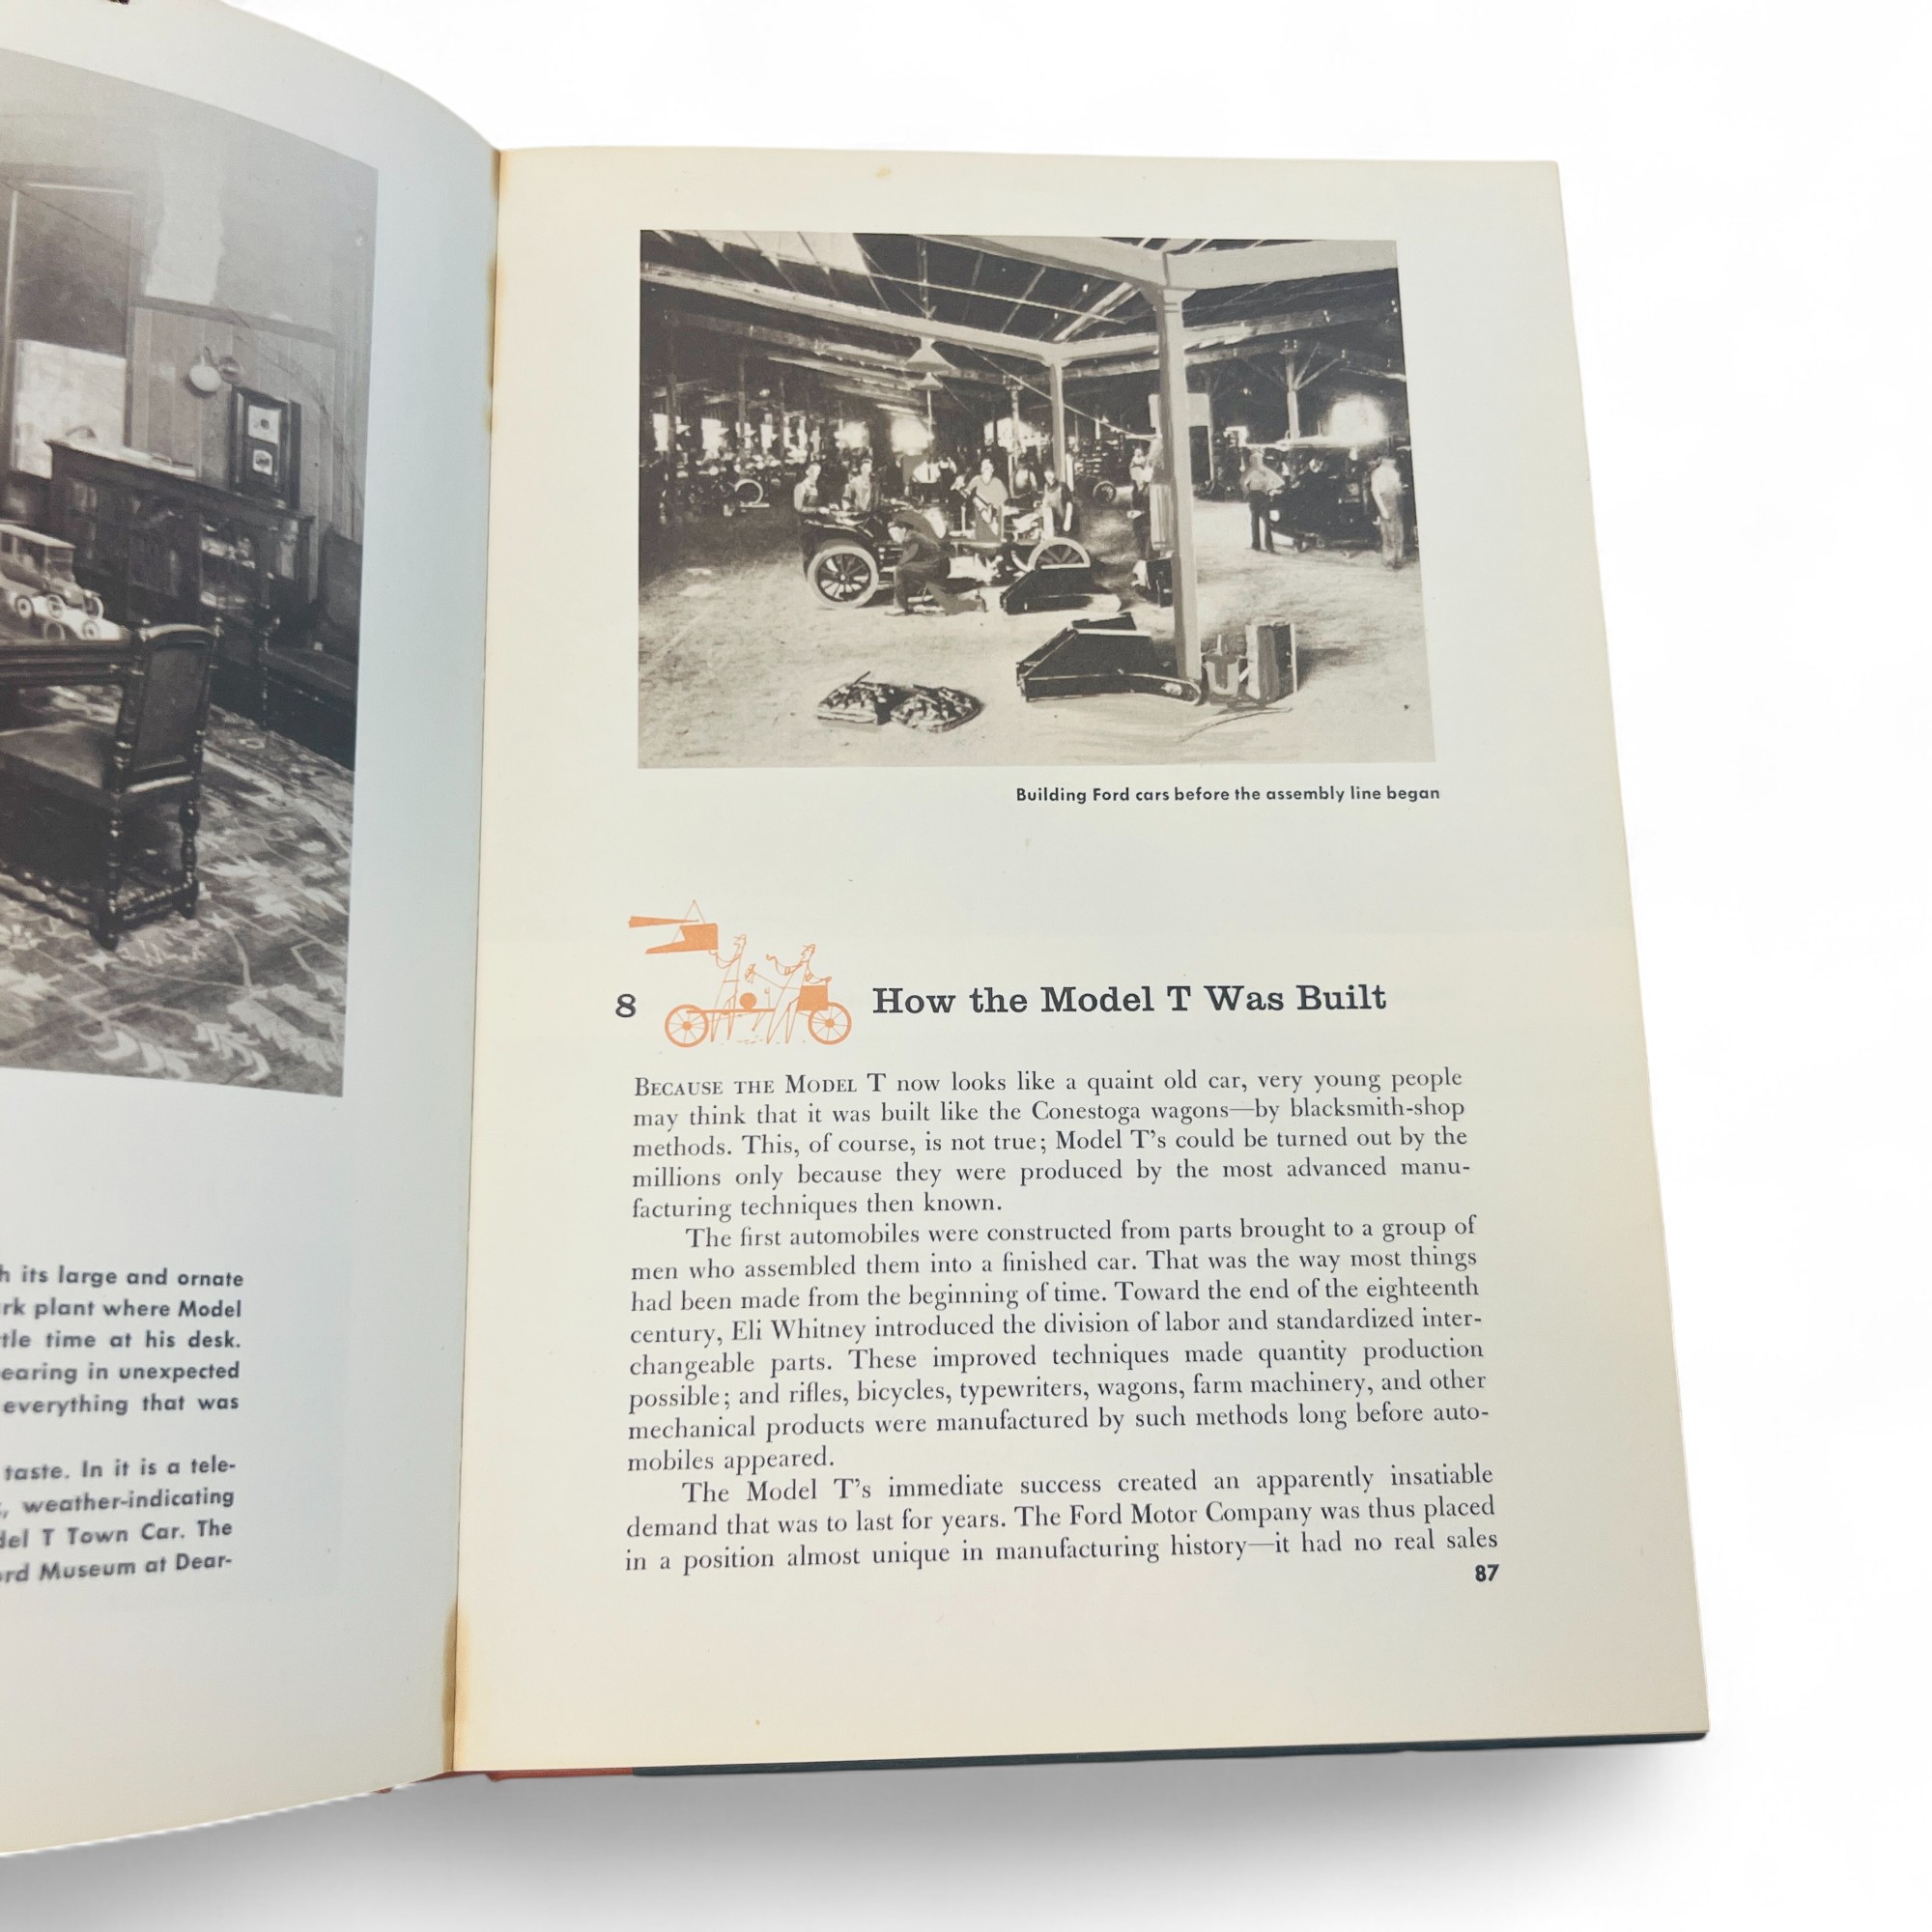 h its large and ornate
rk plant where Model
tle time at his desk.
earing in unexpected
everything that was
taste. In it is a tele-
, weather-indicating
del T Town Car. The
ord Museum at Dear-
Building Ford cars before the assembly line began
8 How the Model T Was Built
BECAUSE THE MODEL T now looks like a quaint old car, very young people
may think that it was built like the Conestoga wagons—by blacksmith-shop
methods. This, of course, is not true; Model T's could be turned out by the
millions only because they were produced by the most advanced manu-
facturing techniques then known.
The first automobiles were constructed from parts brought to a group of
men who assembled them into a finished car. That was the way most things
had been made from the beginning of time. Toward the end of the eighteenth
century, Eli Whitney introduced the division of labor and standardized inter-
changeable parts. These improved techniques made quantity production
possible; and rifles, bicycles, typewriters, wagons, farm machinery, and other
mechanical products were manufactured by such methods long before auto-
mobiles appeared.
The Model T's immediate success created an apparently insatiable
demand that was to last for years. The Ford Motor Company was thus placed
in a position almost unique in manufacturing history—it had no real sales
87